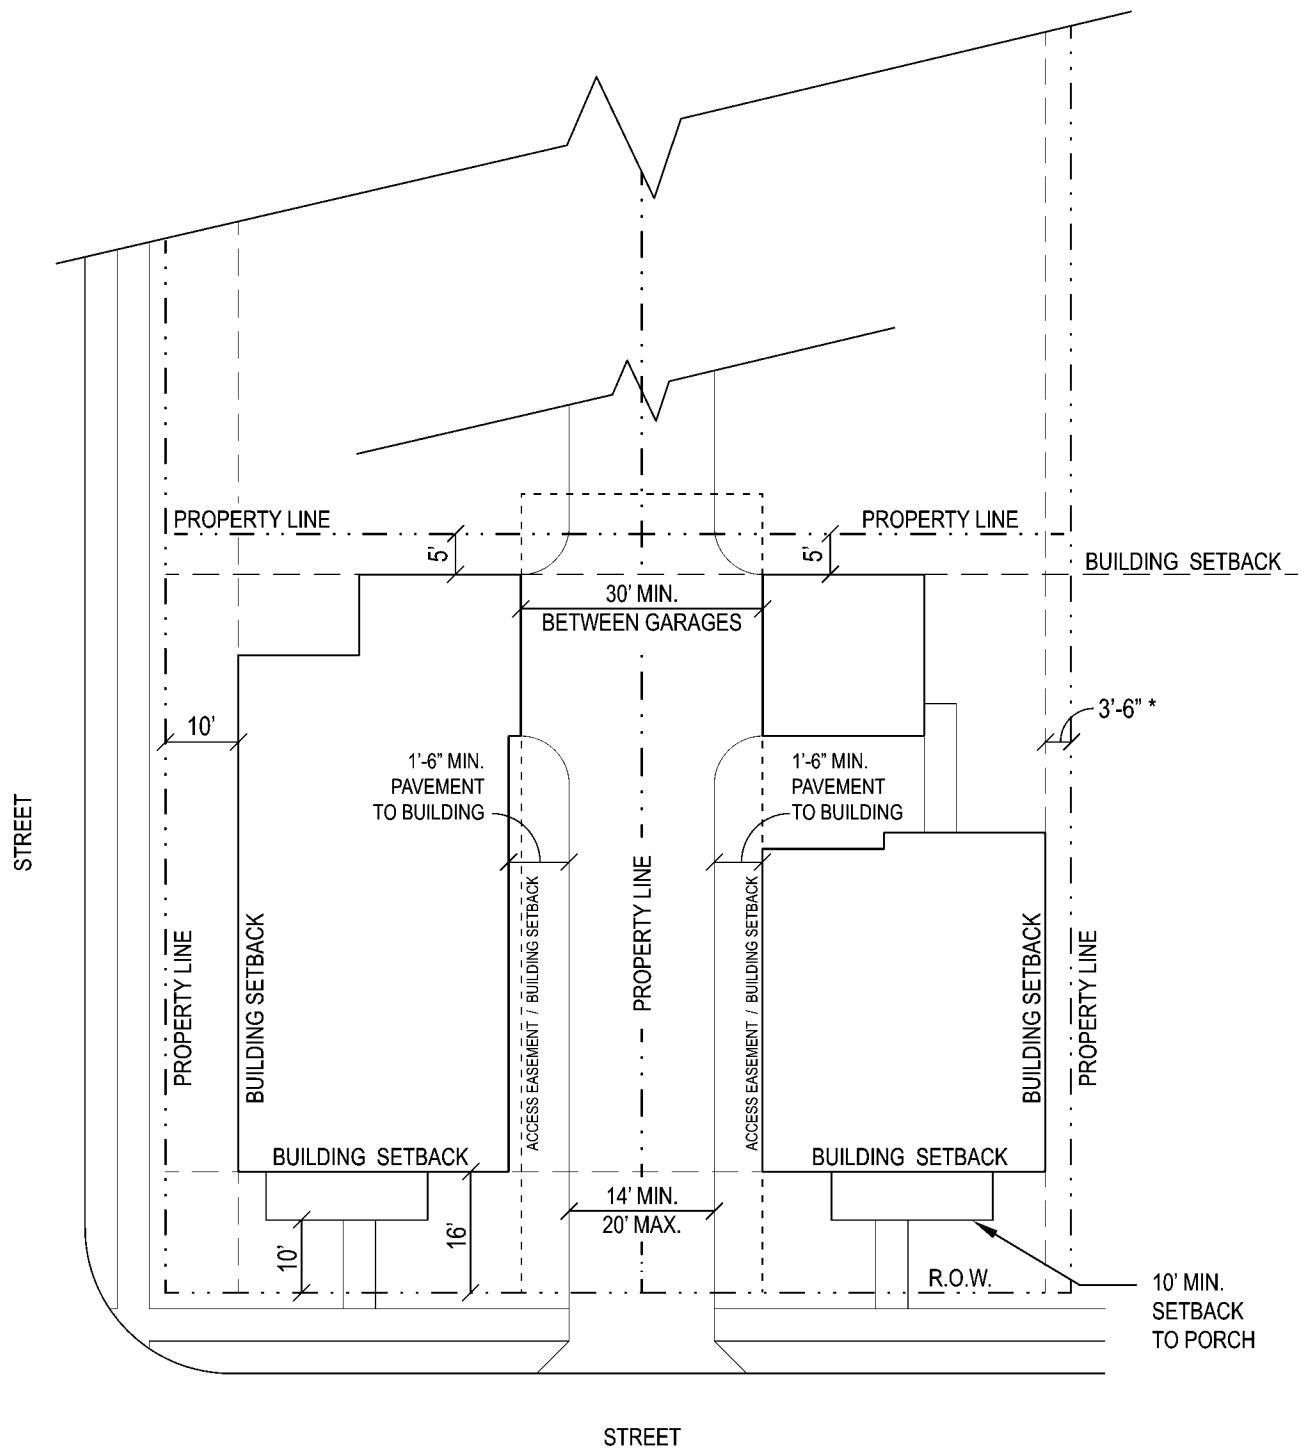 PROPERTY LINE
PROPERTY LINE
5'
5'
BUILDING SETBACK
30' MIN.
BETWEEN GARAGES
10'
3'-6" *
1'-6" MIN.
PAVEMENT
TO BUILDING
1'-6" MIN.
PAVEMENT
TO BUILDING
STREET
PROPERTY LINE
BUILDING SETBACK
ACCESS EASEMENT / BUILDING SETBACK
PROPERTY LINE
ACCESS EASEMENT / BUILDING SETBACK
BUILDING SETBACK
PROPERTY LINE
BUILDING SETBACK
BUILDING SETBACK
14' MIN.
20' MAX.
10'
16'
R.O.W.
10' MIN.
SETBACK
TO PORCH
STREET